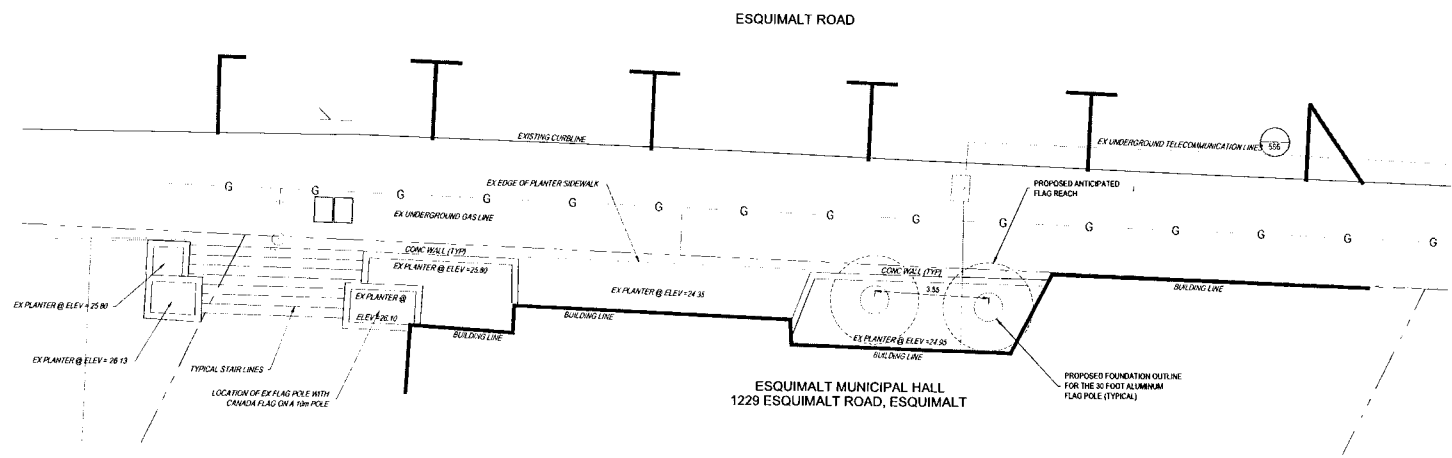 ESQUIMALT ROAD
EXISTING CURBLINE
EX UNDERGROUND TELECOMMUNICATION LINES
556
EX EDGE OF PLANTER SIDEWALK
PROPOSED ANTICIPATED
FLAG REACH
G G G G G G G G G G G G G G G
EX UNDERGROUND GAS LINE
CONC WALL (TYP)
EX PLANTER @ ELEV =25.80
CONC WALL (TYP)
EX PLANTER @ ELEV = 25.80
EX PLANTER @
ELEV=26.10
EX PLANTER @ ELEV=24.35
3.55
BUILDING LINE
BUILDING LINE
BUILDING LINE
EX PLANTER @ ELEV =24.95
BUILDING LINE
EX PLANTER @ ELEV = 26.13
TYPICAL STAIR LINES
LOCATION OF EX FLAG POLE WITH
CANADA FLAG ON A 10m POLE
ESQUIMALT MUNICIPAL HALL
1229 ESQUIMALT ROAD, ESQUIMALT
PROPOSED FOUNDATION OUTLINE
FOR THE 30 FOOT ALUMINUM
FLAG POLE (TYPICAL)